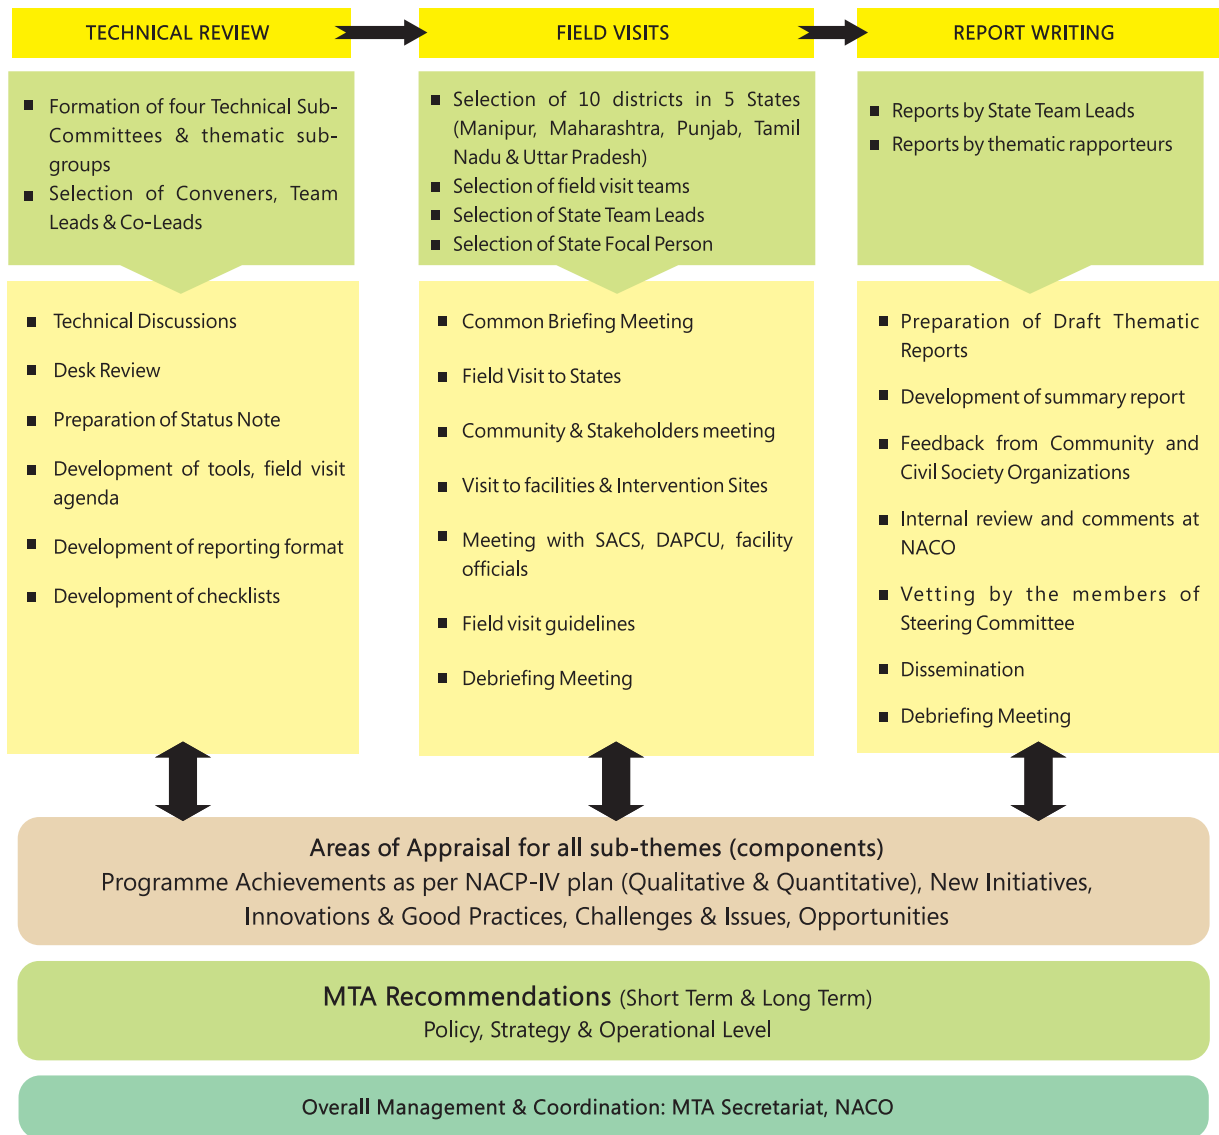 TECHNICAL REVIEW
FIELD VISITS
REPORT WRITING
■ Formation of four Technical Sub-
Committees & thematic sub-
groups
■ Selection of Conveners, Team
Leads & Co-Leads
■ Selection of 10 districts in 5 States
(Manipur, Maharashtra, Punjab, Tamil
Nadu & Uttar Pradesh)
■ Selection of field visit teams
■ Selection of State Team Leads
■ Selection of State Focal Person
■ Reports by State Team Leads
■ Reports by thematic rapporteurs
■ Technical Discussions
■ Desk Review
■ Preparation of Status Note
■ Development of tools, field visit
agenda
■ Development of reporting format
■ Development of checklists
■ Common Briefing Meeting
■ Field Visit to States
■ Community & Stakeholders meeting
■ Visit to facilities & Intervention Sites
■ Meeting with SACS, DAPCU, facility
officials
■ Field visit guidelines
■ Debriefing Meeting
■ Preparation of Draft Thematic
Reports
■ Development of summary report
■ Feedback from Community and
Civil Society Organizations
■ Internal review and comments at
NACO
■ Vetting by the members of
Steering Committee
■ Dissemination
■ Debriefing Meeting
Areas of Appraisal for all sub-themes (components)
Programme Achievements as per NACP-IV plan (Qualitative & Quantitative), New Initiatives,
Innovations & Good Practices, Challenges & Issues, Opportunities
MTA Recommendations (Short Term & Long Term)
Policy, Strategy & Operational Level
Overall Management & Coordination: MTA Secretariat, NACO